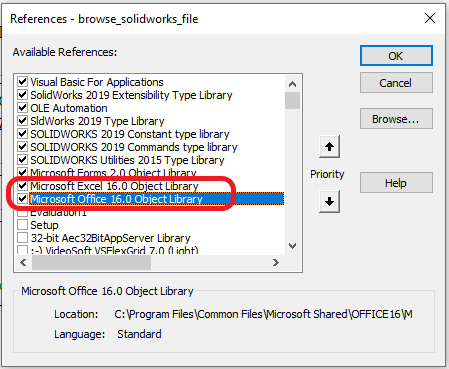 References - browse_solidworks_file
Available References:
OK
Visual Basic For Applications
SolidWorks 2019 Extensibility Type Library
Cancel
OLE Automation
SldWorks 2019 Type Library
SOLIDWORKS 2019 Constant type library
Browse...
SOLIDWORKS 2019 Commands type library
SOLIDWORKS Utilities 2015 Type Library
Microsoft Forms 2.0 Object Library
Priority
Microsoft Excel 16.0 Object Library
Help
Microsoft Office 16.0 Object Library
Evaluation1
Setup
32-bit Aec32BitAppServer Library
:-) VideoSoft VSFlexGrid 7.0 (Light)
Microsoft Office 16.0 Object Library
Location: C:\Program Files\Common Files\Microsoft Shared\OFFICE16\M
Language: Standard